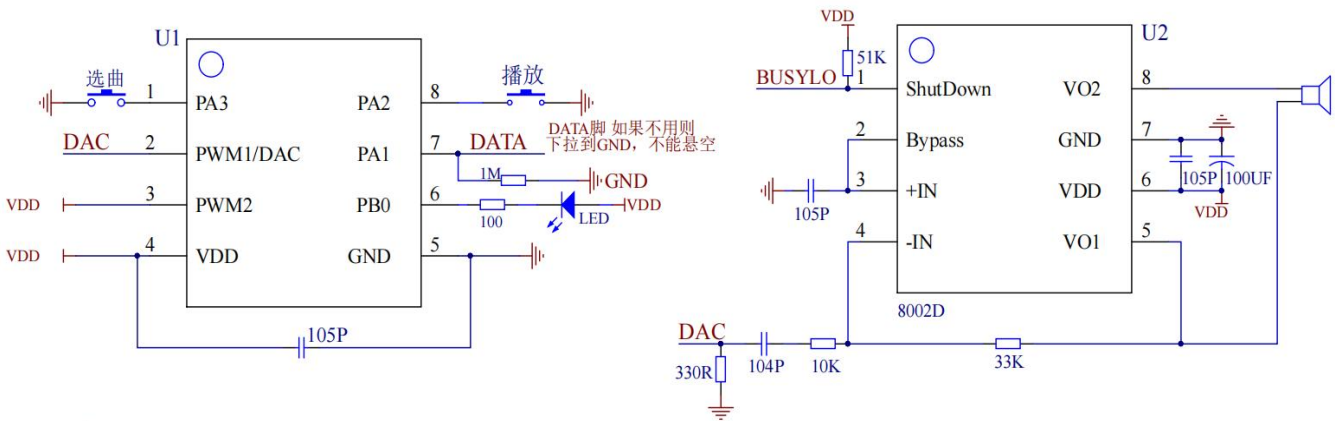 U1
选曲
1
PA3
DAC
2
PWM1/DAC
VDD
3
PWM2
VDD
4
VDD
PA2
8
播放
PA1
7
DATA
DATA脚 如果不用则
下拉到GND,不能悬空
1M
GND
PB0
6
100
LED
VDD
GND
5
105P
U2
VDD
51K
BUSYLO
1
ShutDown
2
Bypass
3
+IN
105P
4
-IN
VO2
8
GND
7
105P
100UF
VDD
6
VDD
VO1
5
8002D
DAC
330R
104P
10K
33K